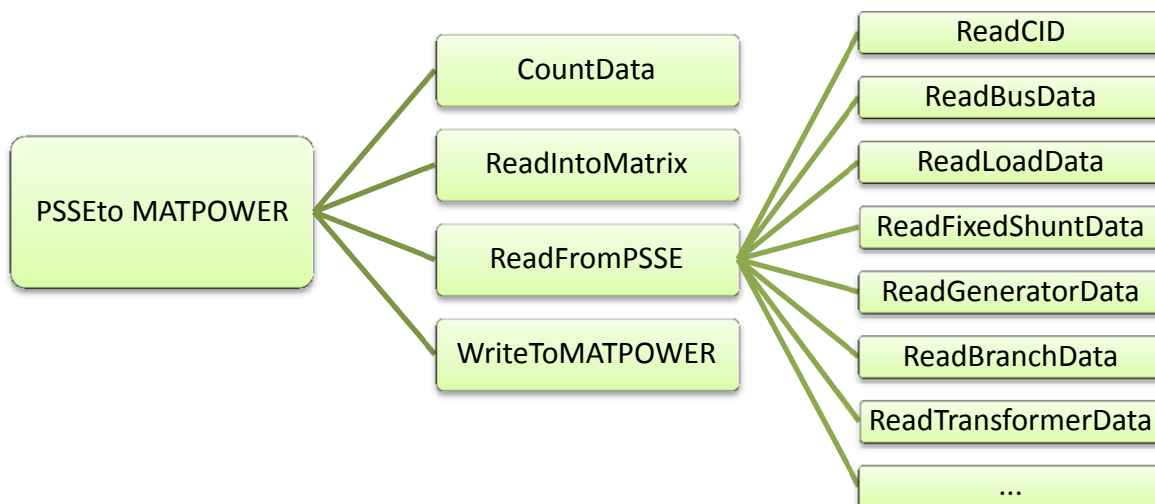 PSSEto MATPOWER
CountData
ReadIntoMatrix
ReadFromPSSE
WriteToMATPOWER
ReadCID
ReadBusData
ReadLoadData
ReadFixedShuntData
ReadGeneratorData
ReadBranchData
ReadTransformerData
...